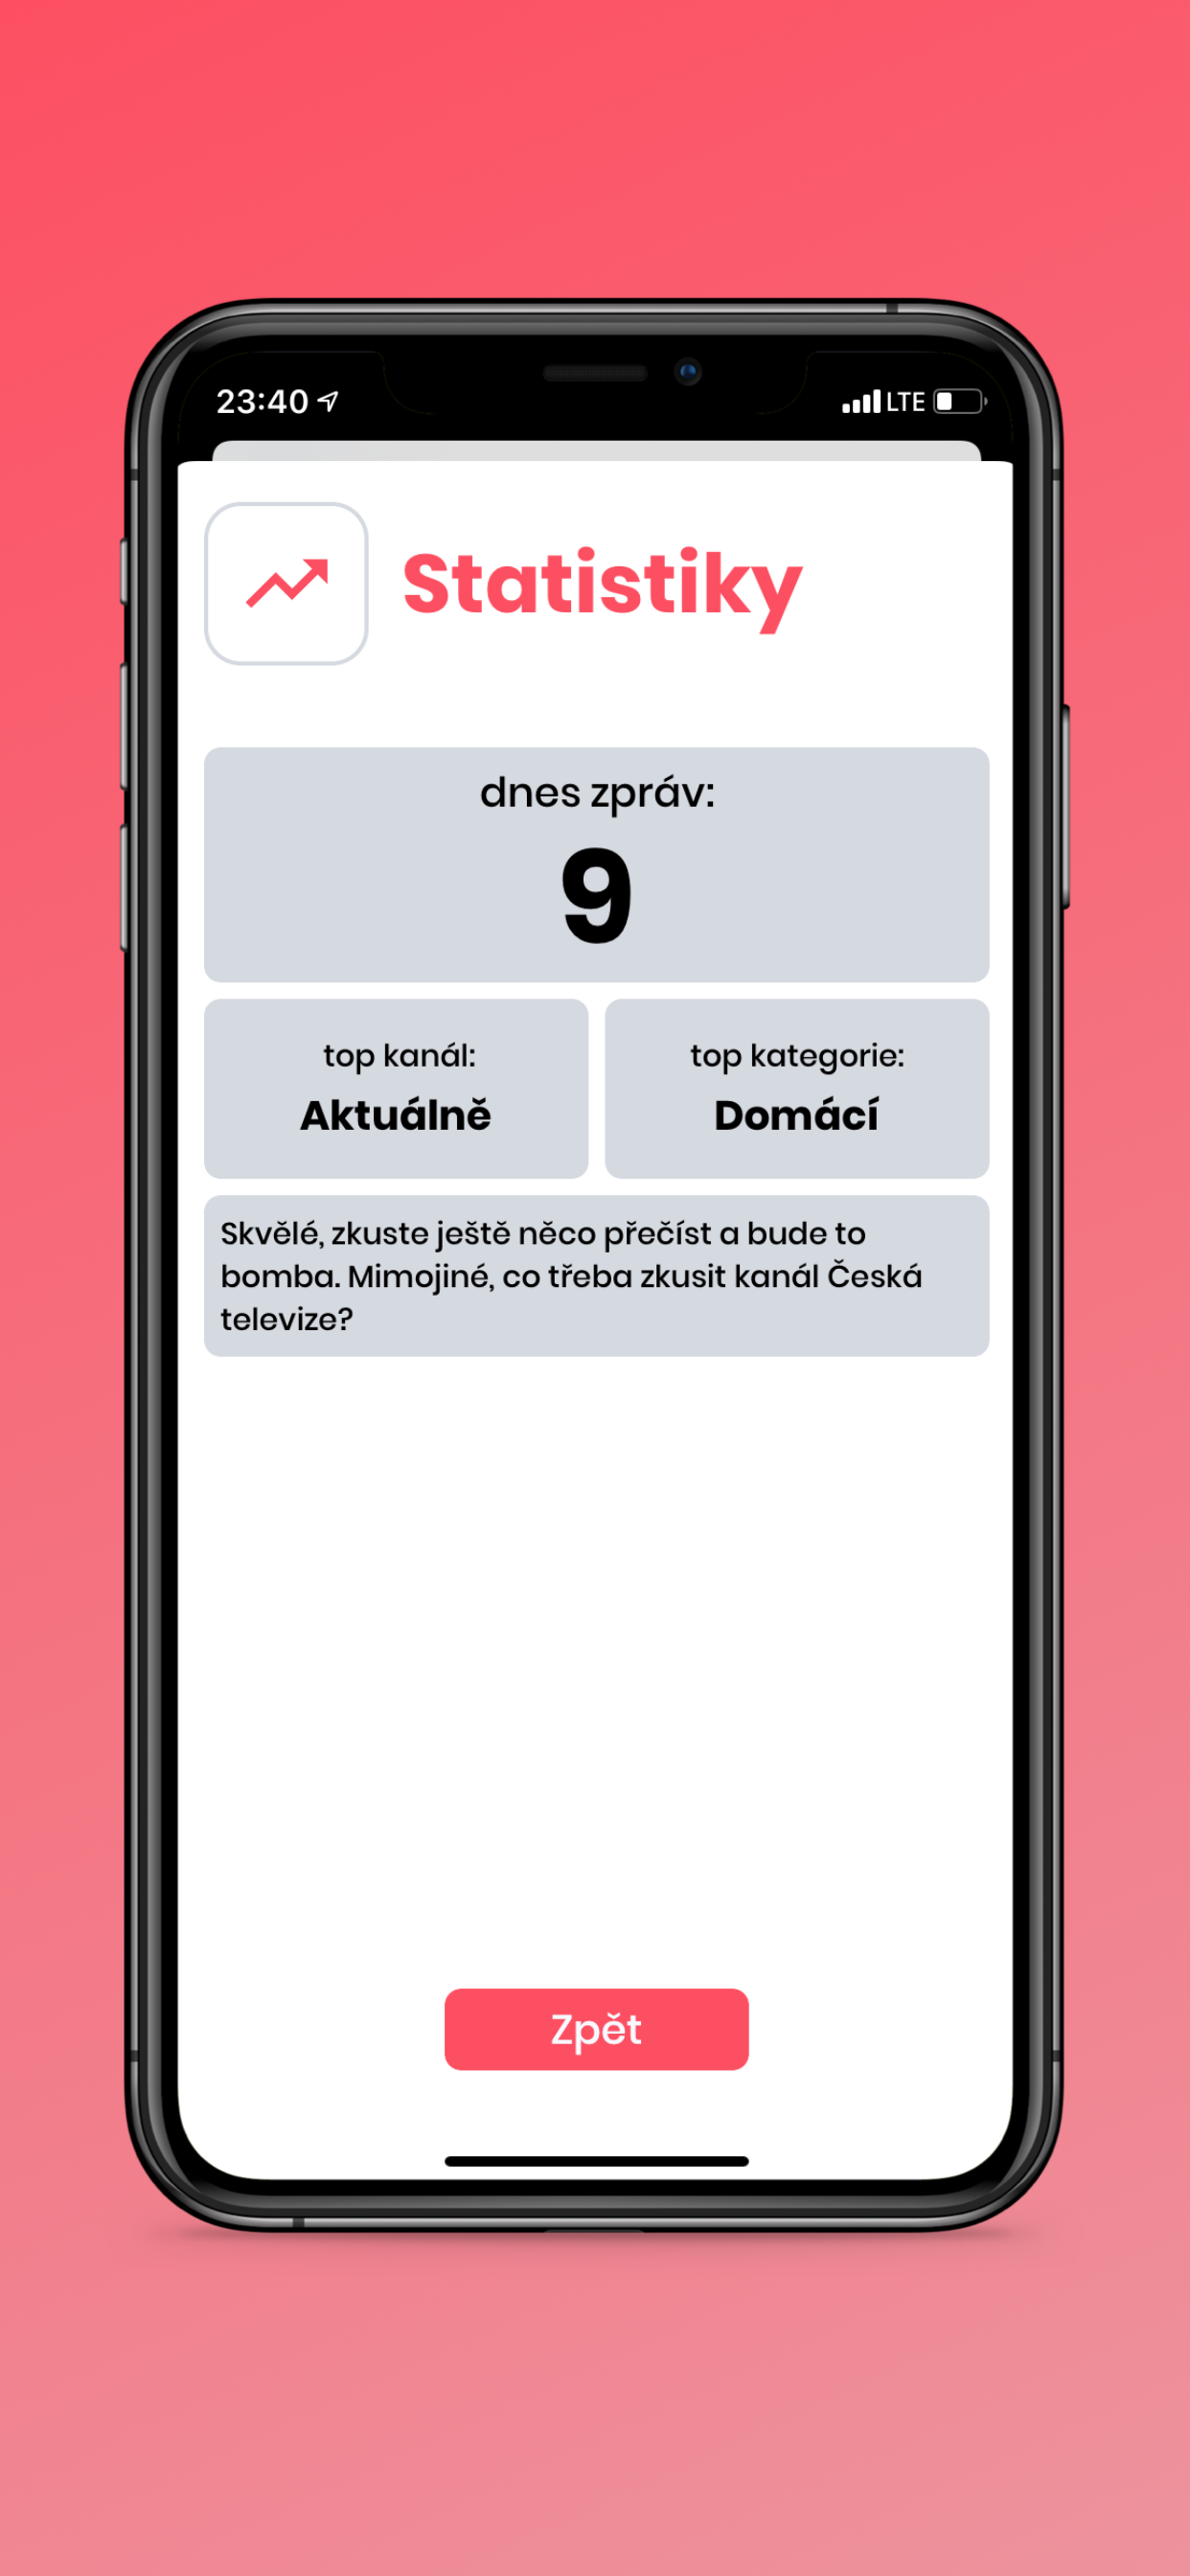 23:40
LTE
Statistiky
dnes zpráv:
9
top kanál:
Aktuálně
top kategorie:
Domácí
Skvělé, zkuste ještě něco přečíst a bude to
bomba. Mimojiné, co třeba zkusit kanál Česká
televize?
Zpět